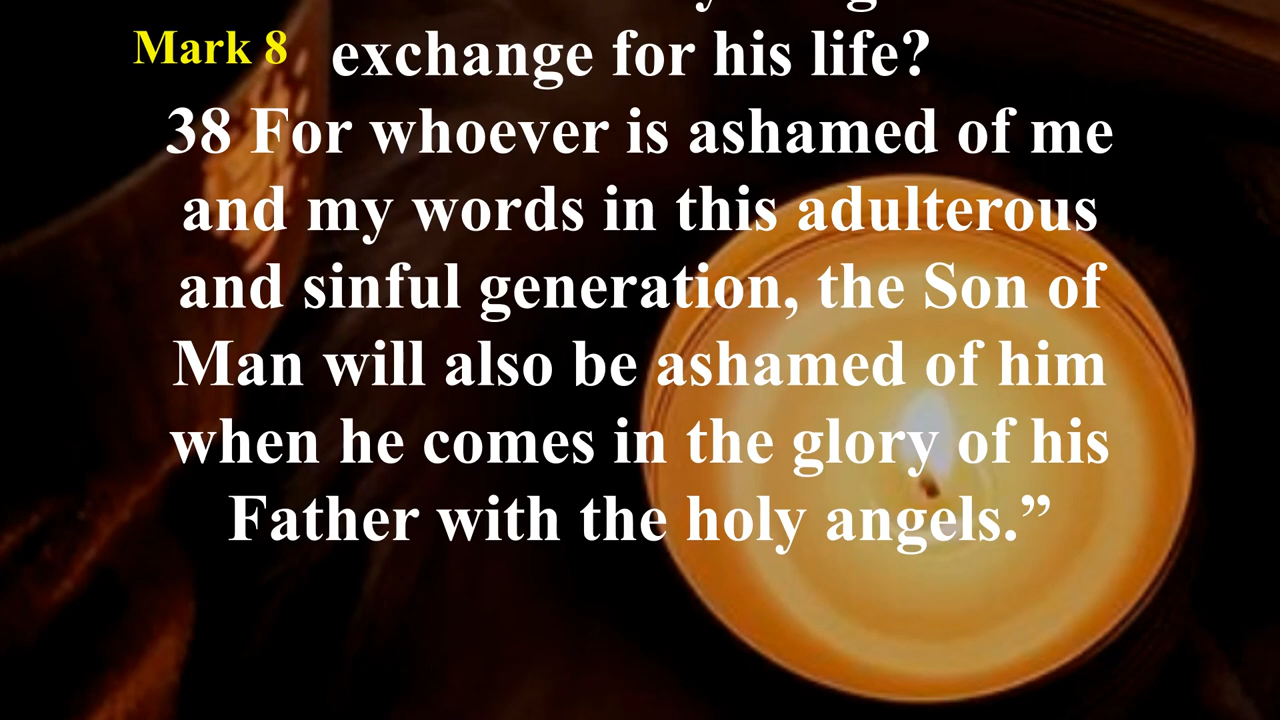 Mark 8
exchange for his life?
38 For whoever is ashamed of me
and my words in this adulterous
and sinful generation, the Son of
Man will also be ashamed of him
when he comes in the glory of his
Father with the holy angels.”